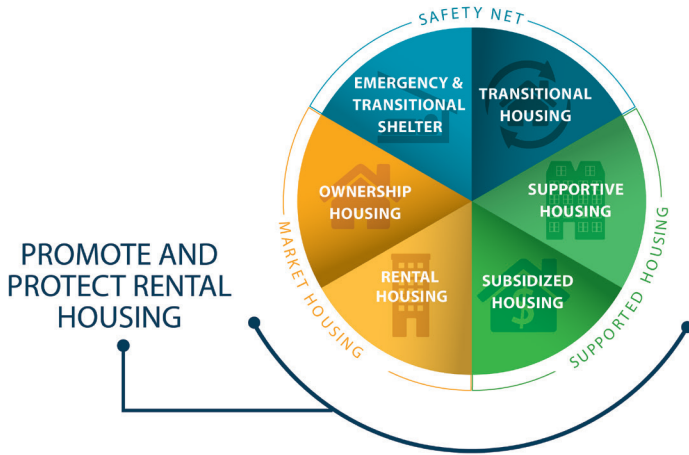 SAFETY NET
EMERGENCY &
TRANSITIONAL
SHELTER
TRANSITIONAL
HOUSING
OWNERSHIP
HOUSING
SUPPORTIVE
HOUSING
RENTAL
HOUSING
SUBSIDIZED
HOUSING
$
MARKET HOUSING
SUPPORTED HOUSING
PROMOTE AND
PROTECT RENTAL
HOUSING